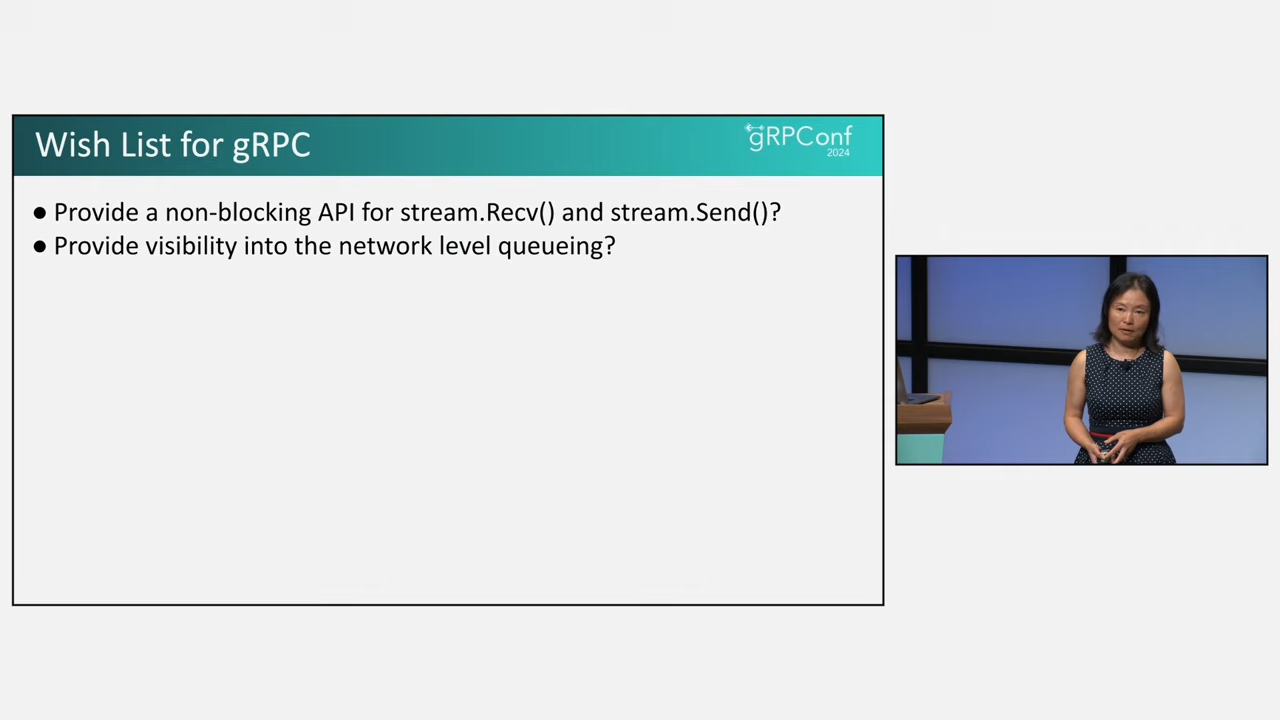 Wish List for gRPC
gRPConf
2024
● Provide a non-blocking API for stream.Recv() and stream.Send()?
● Provide visibility into the network level queueing?